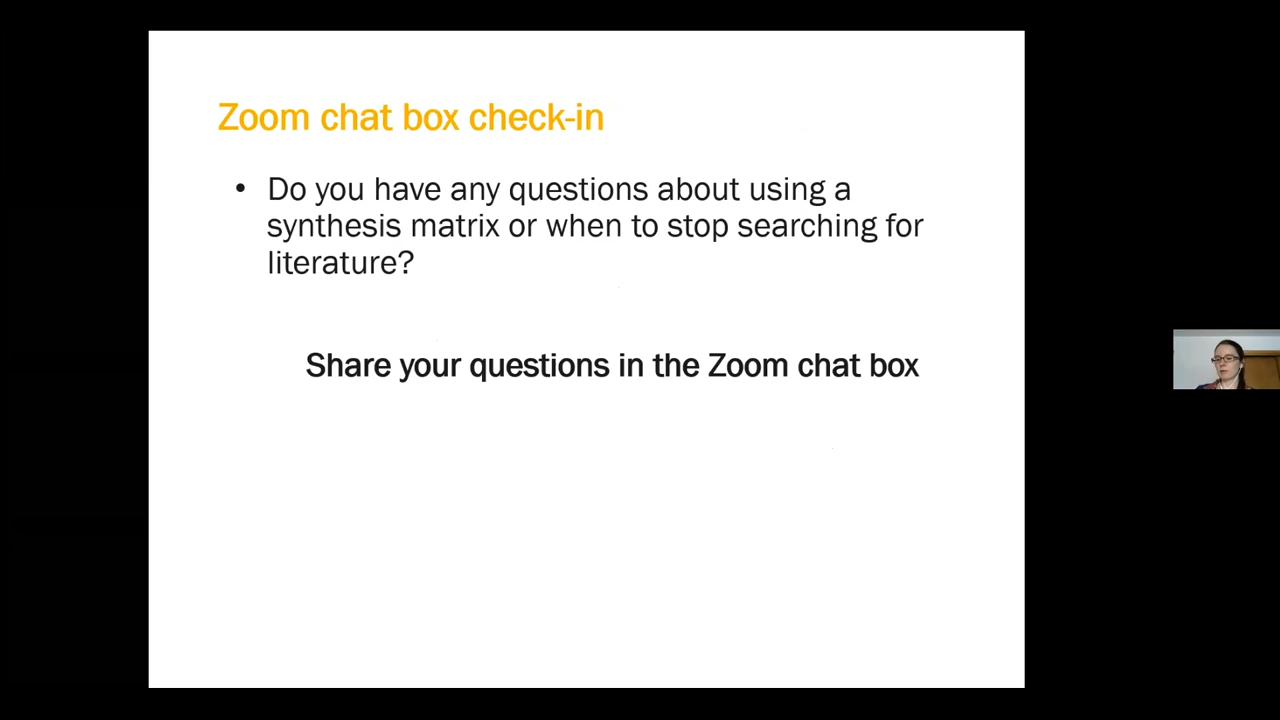 Zoom chat box check-in
• Do you have any questions about using a
synthesis matrix or when to stop searching for
literature?
Share your questions in the Zoom chat box